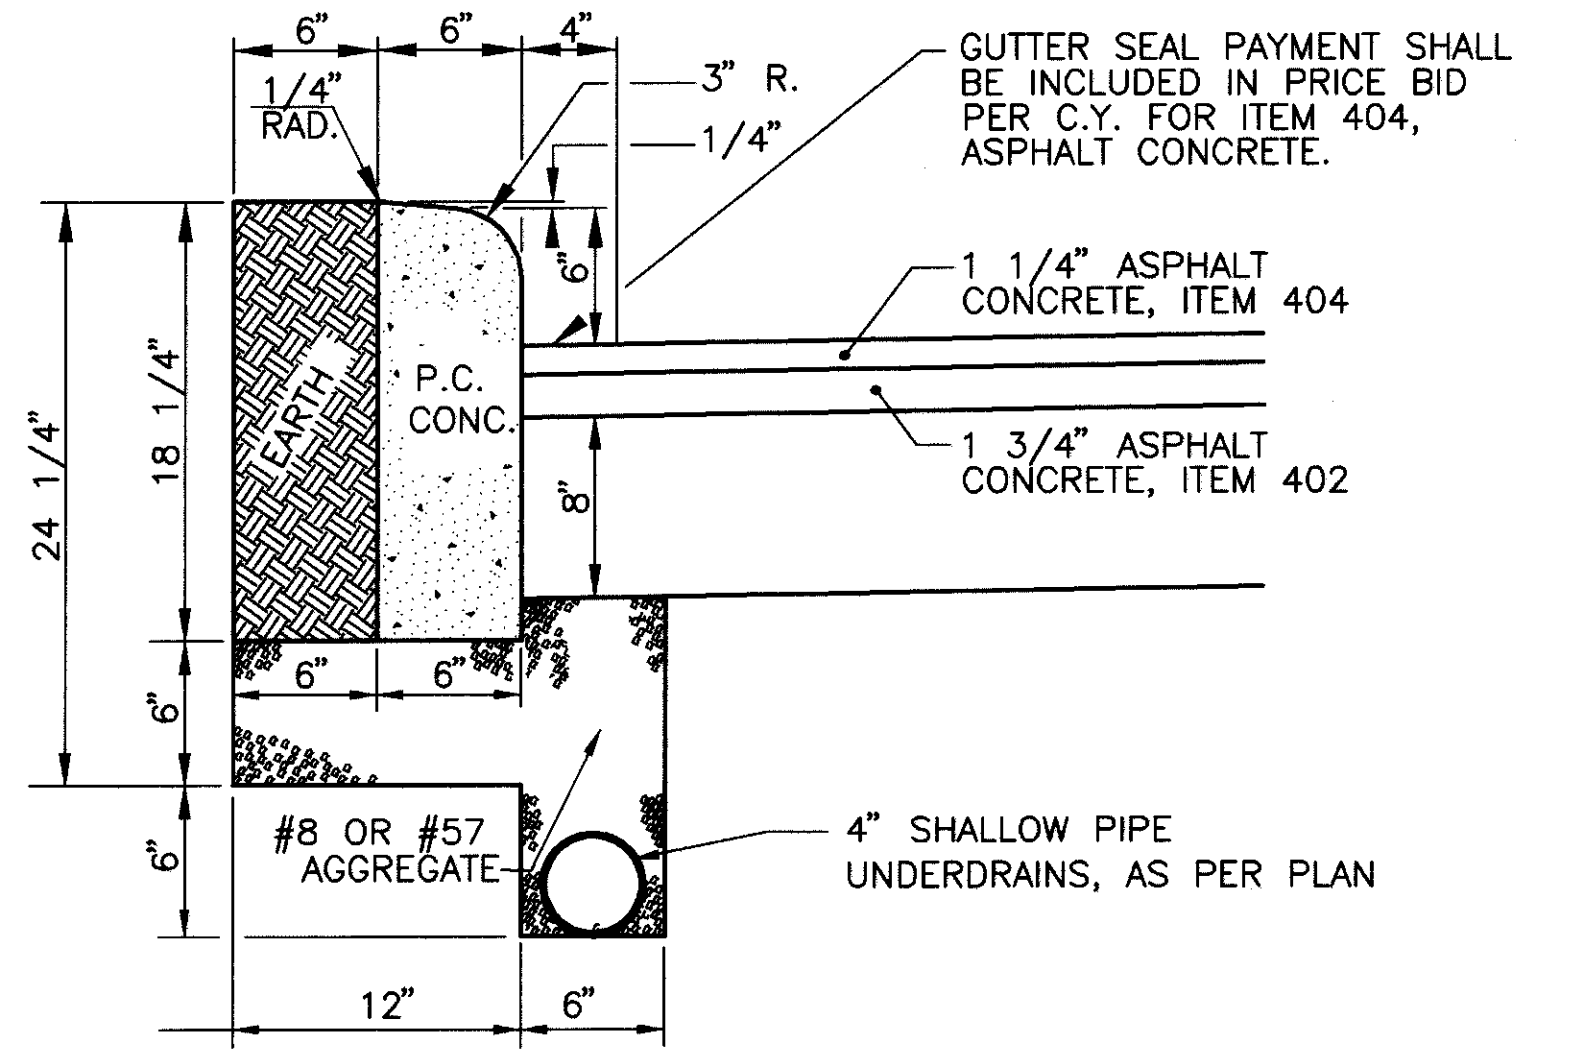 6" 6" 4"
1/4"
RAD.
3" R.
1/4"
GUTTER SEAL PAYMENT SHALL
BE INCLUDED IN PRICE BID
PER C.Y. FOR ITEM 404,
ASPHALT CONCRETE.
6"
1 1/4" ASPHALT
CONCRETE, ITEM 404
24 1/4"
18 1/4"
EARTH
P.C.
CONC.
8"
1 3/4" ASPHALT
CONCRETE, ITEM 402
6"
6" 6"
6"
#8 OR #57
AGGREGATE
4" SHALLOW PIPE
UNDERDRAINS, AS PER PLAN
12" 6"